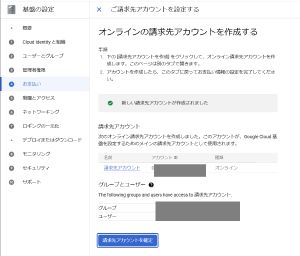 基盤の設定
ご請求先アカウントを設定する
概要
1 Cloud Identity と組織
2 ユーザーとグループ
3 管理者権限
4 お支払い
5 階層とアクセス
6 ネットワーキング
7 ロギングの一元化
デプロイまたはダウンロード
8 モニタリング
9 セキュリティ
10 サポート
オンラインの請求先アカウントを作成する
手順
1. 下の [請求先アカウントを作成] をクリックして、オンライン請求先アカウントを作
成します。このページは別のタブで開きます。
2. アカウントを作成したら、このタブに戻ってお支払い情報の設定を完了してくださ
い。
新しい請求先アカウントが作成されました
請求先アカウント
次のオンライン請求先アカウントを作成しました。このアカウントが、Google Cloud 基
盤を設定するためのメインの請求先アカウントとして使用されます。
名前 アカウント ID 種類
請求先アカウント オンライン
グループとユーザー
The following groups and users have access to 請求先アカウント.
グループ
ユーザー
請求先アカウントを確定